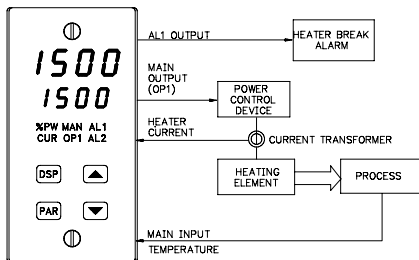 1500
1500
%PW MAN AL1
CUR OP1 AL2
DSP
PAR
AL1 OUTPUT
HEATER BREAK
ALARM
MAIN
OUTPUT
(OP1)
POWER
CONTROL
DEVICE
HEATER
CURRENT
CURRENT TRANSFORMER
HEATING
ELEMENT
PROCESS
MAIN INPUT
TEMPERATURE